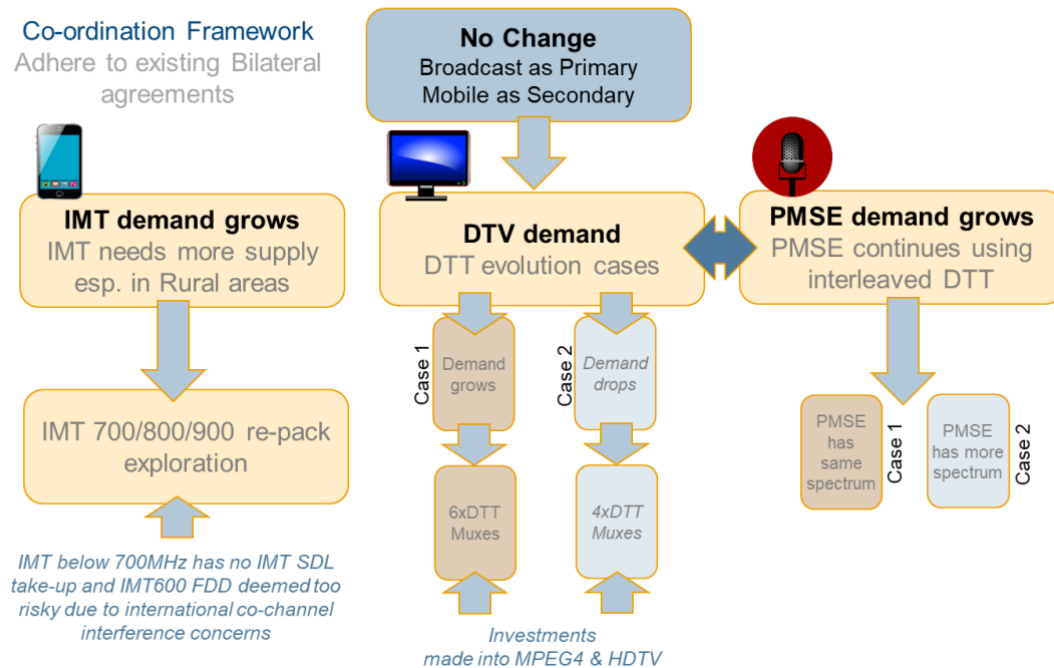 Co-ordination Framework
Adhere to existing Bilateral
agreements
No Change
Broadcast as Primary
Mobile as Secondary
IMT demand grows
IMT needs more supply
esp. in Rural areas
DTV demand
DTT evolution cases
PMSE demand grows
PMSE continues using
interleaved DTT
Case 1
Demand
grows
Case 2
Demand
drops
IMT 700/800/900 re-pack
exploration
PMSE
has
same
spectrum
Case 1
PMSE
has more
spectrum
Case 2
6xDTT
Muxes
4xDTT
Muxes
IMT below 700MHz has no IMT SDL
take-up and IMT600 FDD deemed too
risky due to international co-channel
interference concerns
Investments
made into MPEG4 & HDTV